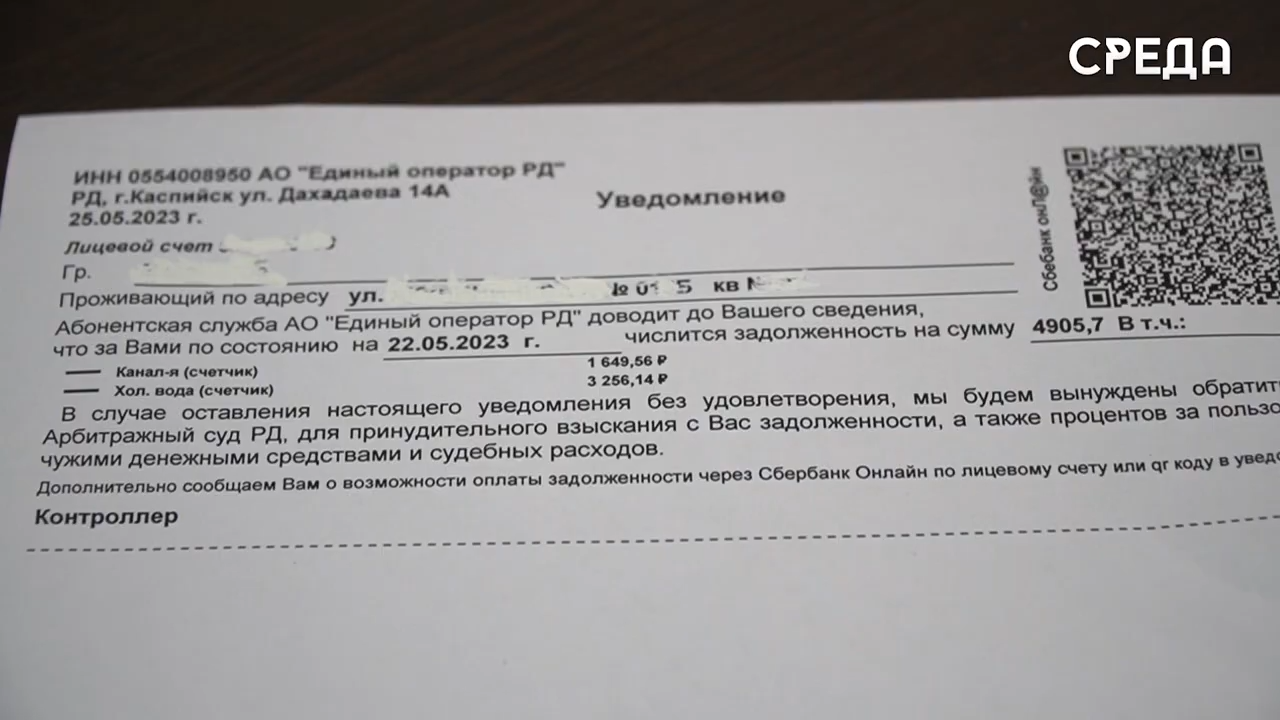 СРЕДА
ИНН 0554008950 АО "Единый оператор РД"
РД, г.Каспийск ул. Дахадаева 14А
25.05.2023 г.
Уведомление
Сбербанк онл@йн
Лицевой счет
Гр.
Проживающий по адресу ул. № кв
Абонентская служба АО "Единый оператор РД" доводит до Вашего сведения,
что за Вами по состоянию на 22.05.2023 г. числится задолженность на сумму 4905,7 В т.ч.:
Канал-я (счетчик) 1 649,56 ₽
Хол. вода (счетчик) 3 256,14 ₽
В случае оставления настоящего уведомления без удовлетворения, мы будем вынуждены обратить
Арбитражный суд РД, для принудительного взыскания с Вас задолженности, а также процентов за пользо
чужими денежными средствами и судебных расходов.
Дополнительно сообщаем Вам о возможности оплаты задолженности через Сбербанк Онлайн по лицевому счету или qr коду в уведо
Контроллер